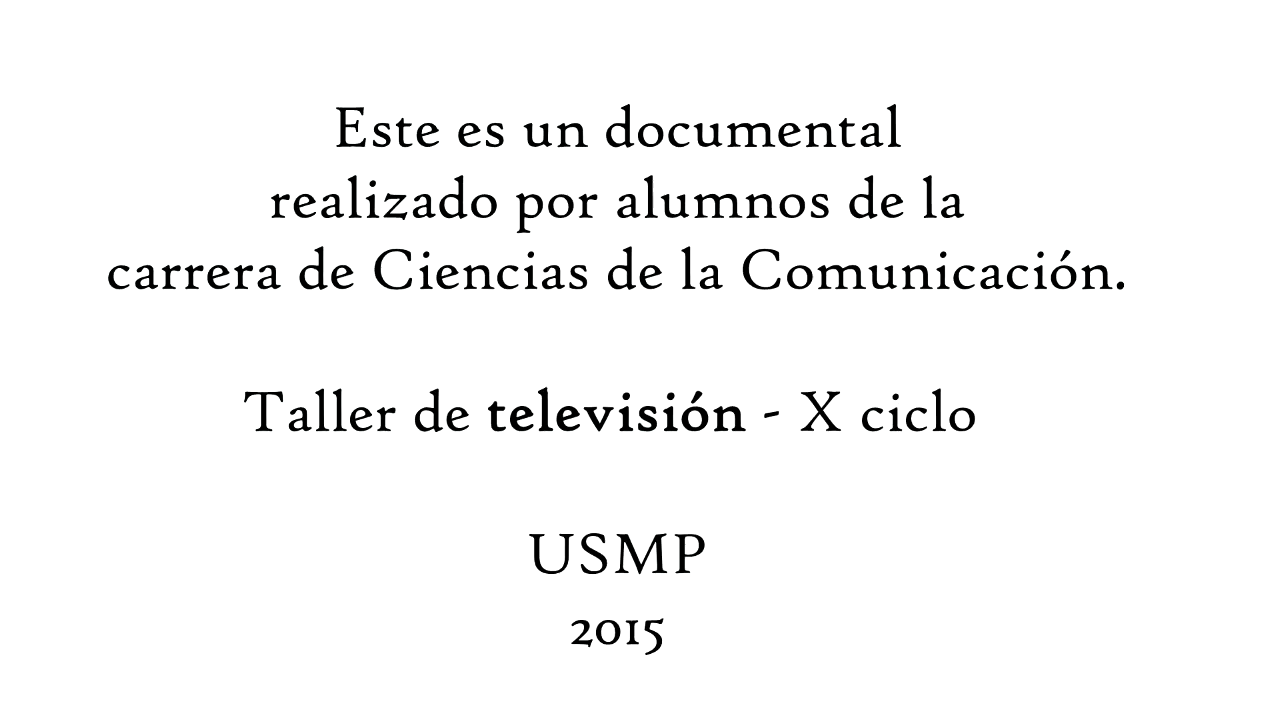 Este es un documental
realizado por alumnos de la
carrera de Ciencias de la Comunicación.
Taller de televisión - X ciclo
USMP
2015